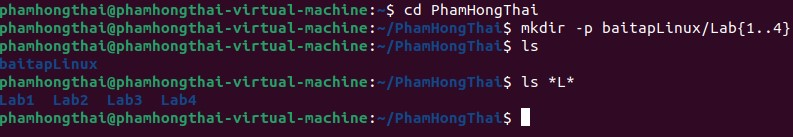 phamhongthai@phamhongthai-virtual-machine:~$ cd PhamHongThai
phamhongthai@phamhongthai-virtual-machine:~/PhamHongThai$ mkdir -p baitapLinux/Lab{1..4}
phamhongthai@phamhongthai-virtual-machine:~/PhamHongThai$ ls
baitapLinux
phamhongthai@phamhongthai-virtual-machine:~/PhamHongThai$ ls *L*
Lab1  Lab2  Lab3  Lab4
phamhongthai@phamhongthai-virtual-machine:~/PhamHongThai$